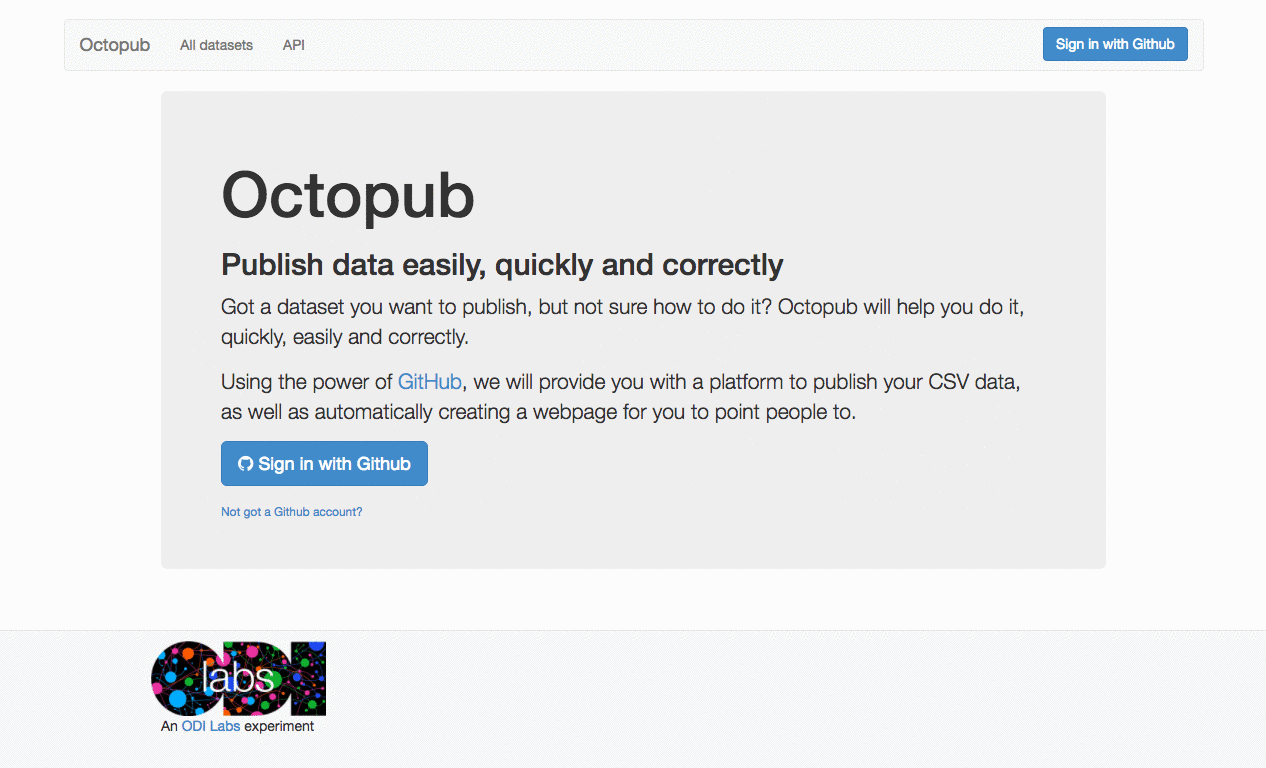 Octopub All datasets API Sign in with Github
Octopub
Publish data easily, quickly and correctly
Got a dataset you want to publish, but not sure how to do it? Octopub will help you do it,
quickly, easily and correctly.
Using the power of GitHub, we will provide you with a platform to publish your CSV data,
as well as automatically creating a webpage for you to point people to.
Sign in with Github
Not got a Github account?
ODI
labs
An ODI Labs experiment